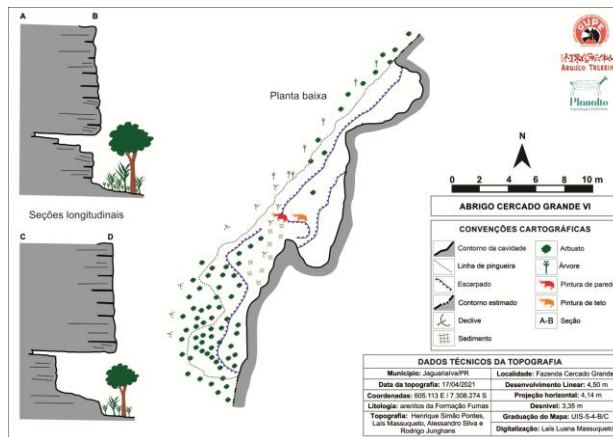 A B
Planta baixa
GUPE
ARQUEO TREKKING
Planalto
N
0 2 4 6 8 10 m
Seções longitudinais
C D
ABRIGO CERCADO GRANDE VI
CONVENÇÕES CARTOGRÁFICAS
Contorno da cavidade
Arbusto
Linha de pingueira
Árvore
Escarpado
Pintura de parede
Contorno estimado
Pintura de teto
Declive
A-B Seção
Sedimento
DADOS TÉCNICOS DA TOPOGRAFIA
Município: Jaguariaíva/PR
Localidade: Fazenda Cercado Grande
Data da topografia: 17/04/2021
Desenvolvimento Linear: 4,50 m
Coordenadas: 605.113 E / 7.308.274 S
Projeção horizontal: 4,14 m
Litologia: arenitos da Formação Furnas
Desnível: 3,35 m
Topografia: Henrique Simão Pontes,
Laís Massuqueto, Alessandro Silva e
Rodrigo Junghans
Graduação do Mapa: UIS-5-4-B/C
Digitalização: Laís Luana Massuqueto